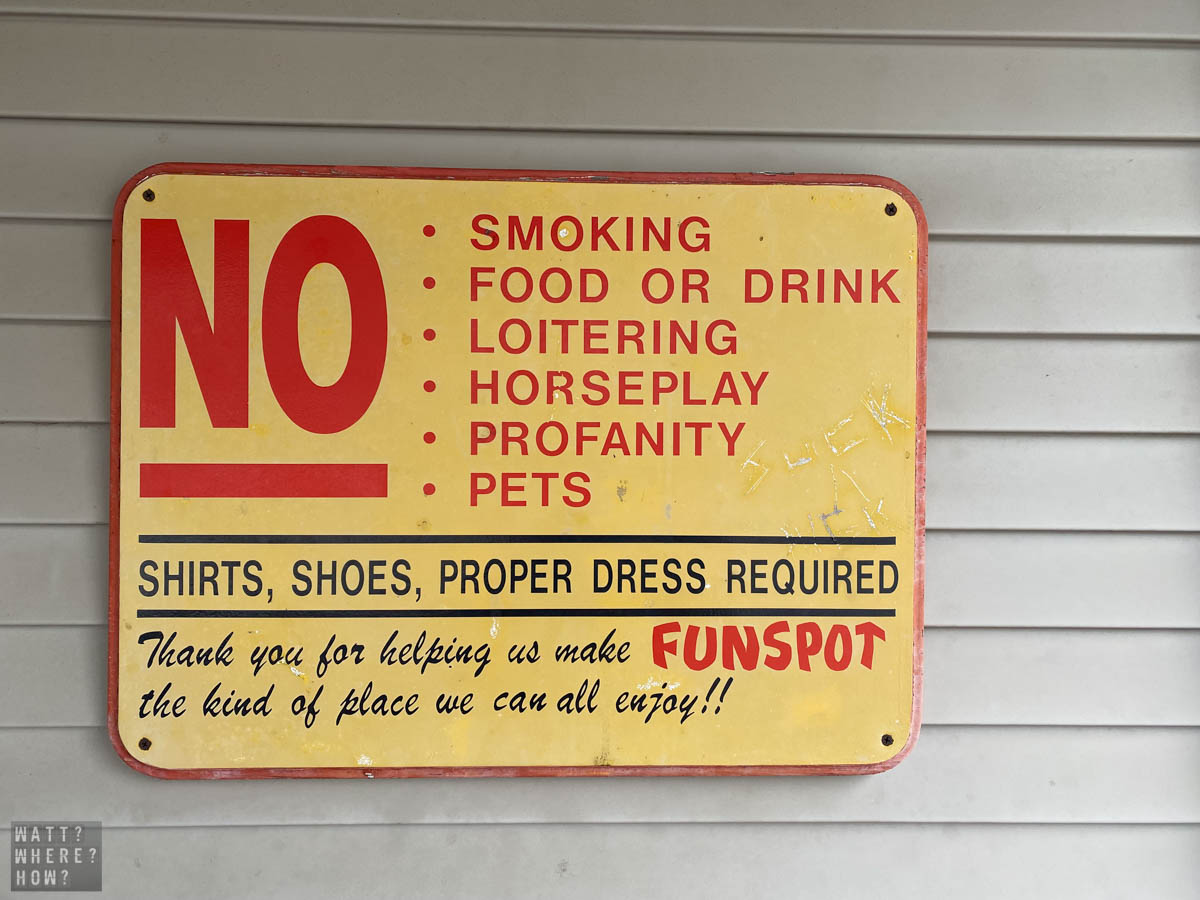 NO
• SMOKING
• FOOD OR DRINK
• LOITERING
• HORSEPLAY
• PROFANITY
• PETS
SHIRTS, SHOES, PROPER DRESS REQUIRED
Thank you for helping us make FUNSPOT
the kind of place we can all enjoy!!
WATT?
WHERE?
HOW?